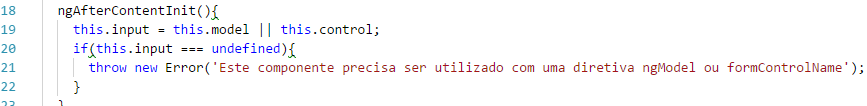 18 ngAfterContentInit(){
19 this.input = this.model || this.control;
20 if(this.input === undefined){
21 throw new Error('Este componente precisa ser utilizado com uma diretiva ngModel ou formControlName');
22 }
23 }